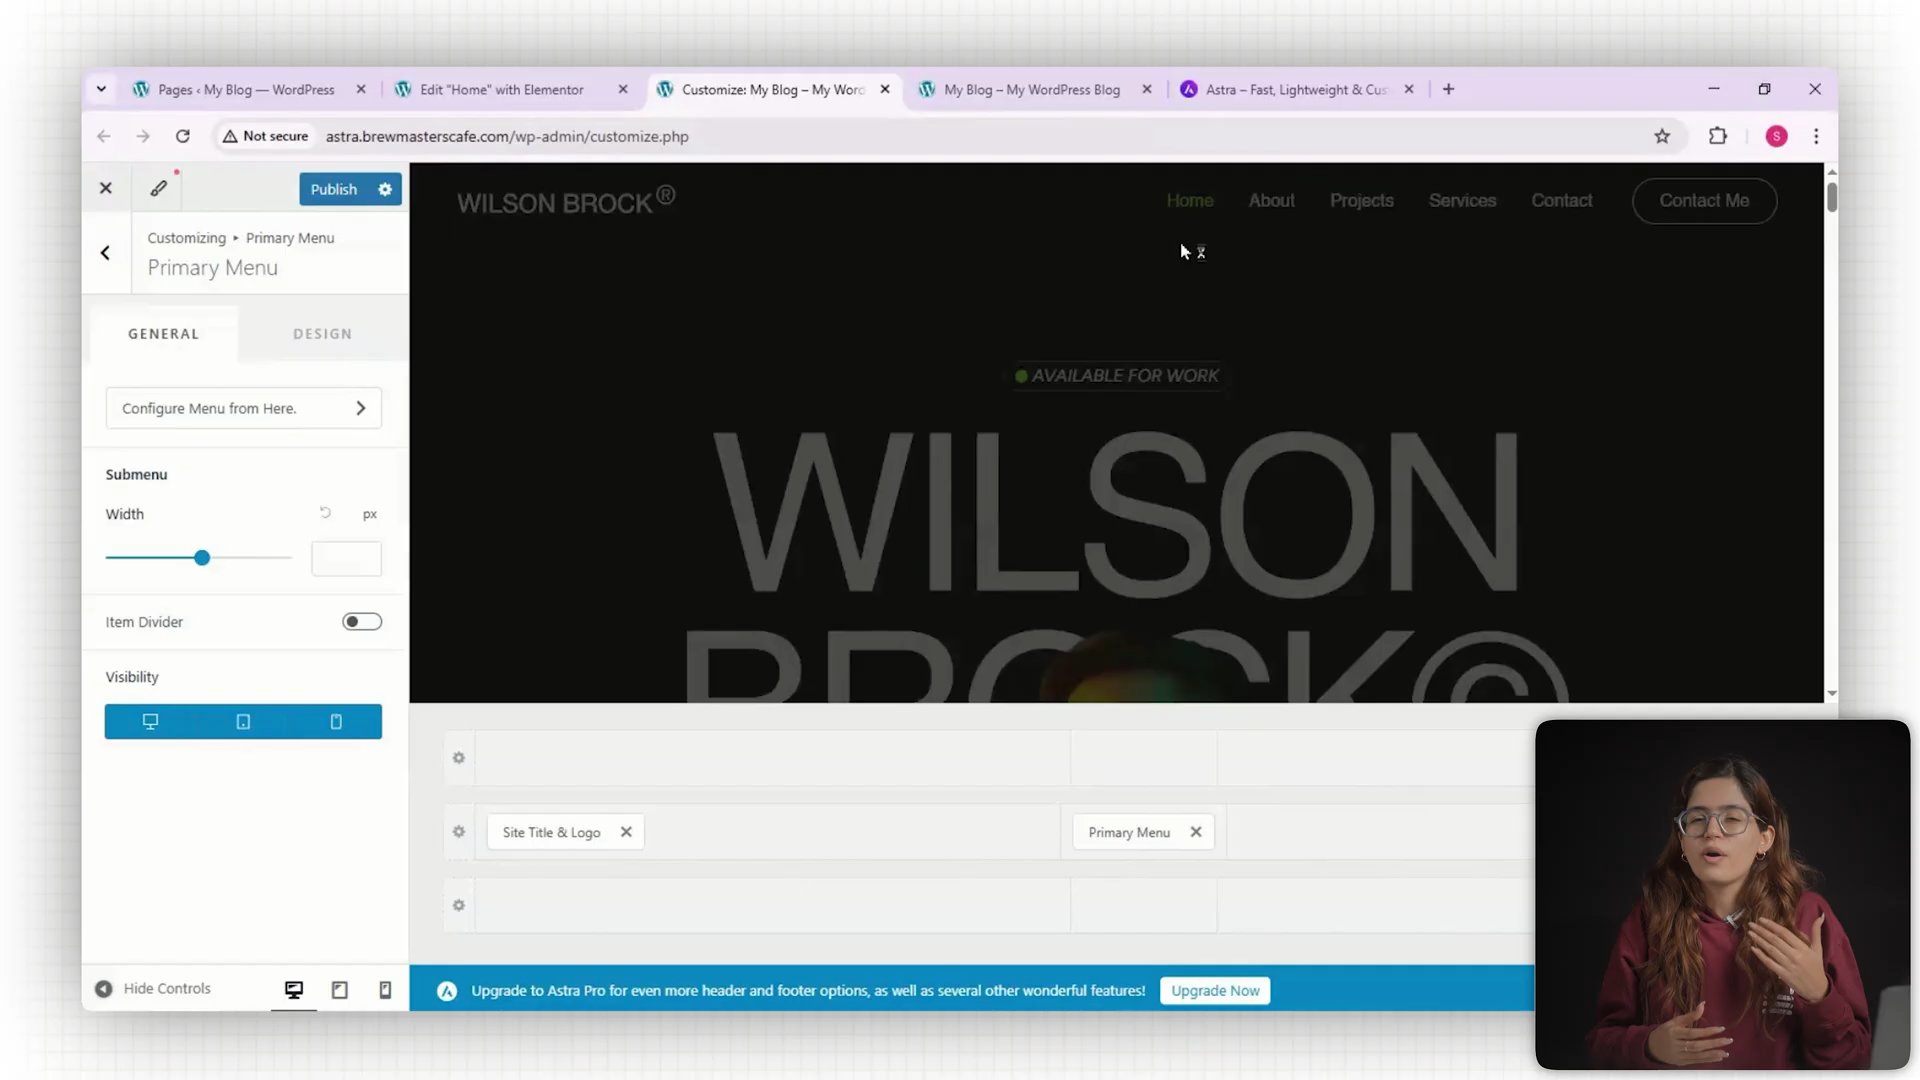 Pages ‹ My Blog — WordPress
Edit "Home" with Elementor
Customize: My Blog – My Word
My Blog – My WordPress Blog
Astra – Fast, Lightweight & Cus
Not secure
astra.brewmasterscafe.com/wp-admin/customize.php
S
Publish
Customizing ▸ Primary Menu
Primary Menu
GENERAL
DESIGN
Configure Menu from Here.
Submenu
Width
px
Item Divider
Visibility
Hide Controls
WILSON BROCK®
Home
About
Projects
Services
Contact
Contact Me
AVAILABLE FOR WORK
WILSON
BROCK©
Site Title & Logo
Primary Menu
Upgrade to Astra Pro for even more header and footer options, as well as several other wonderful features!
Upgrade Now